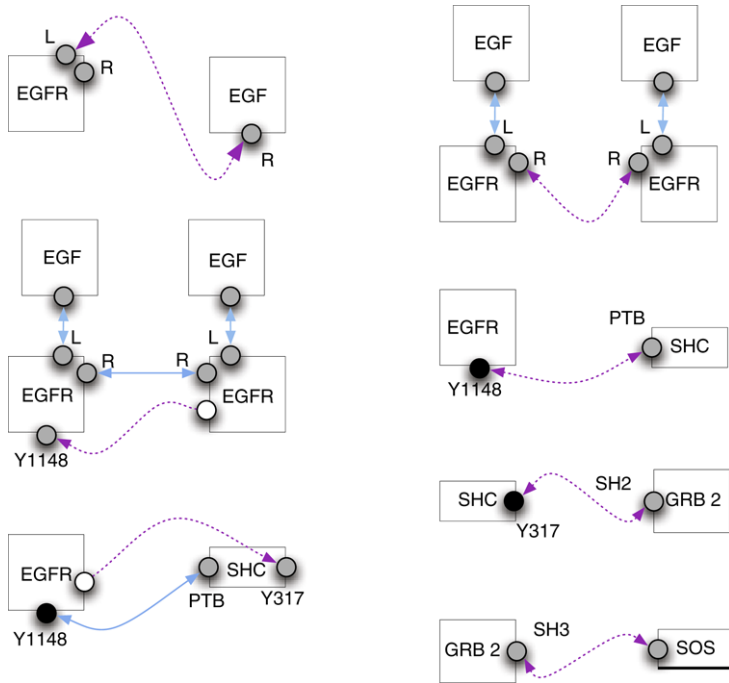 L
R
EGFR
EGF
R
EGF
EGF
L
L
R
R
EGFR
EGFR
EGF
EGF
L
L
R
R
EGFR
EGFR
Y1148
EGFR
PTB
SHC
Y1148
SHC
SH2
GRB 2
Y317
EGFR
SHC
PTB
Y317
Y1148
SH3
GRB 2
SOS